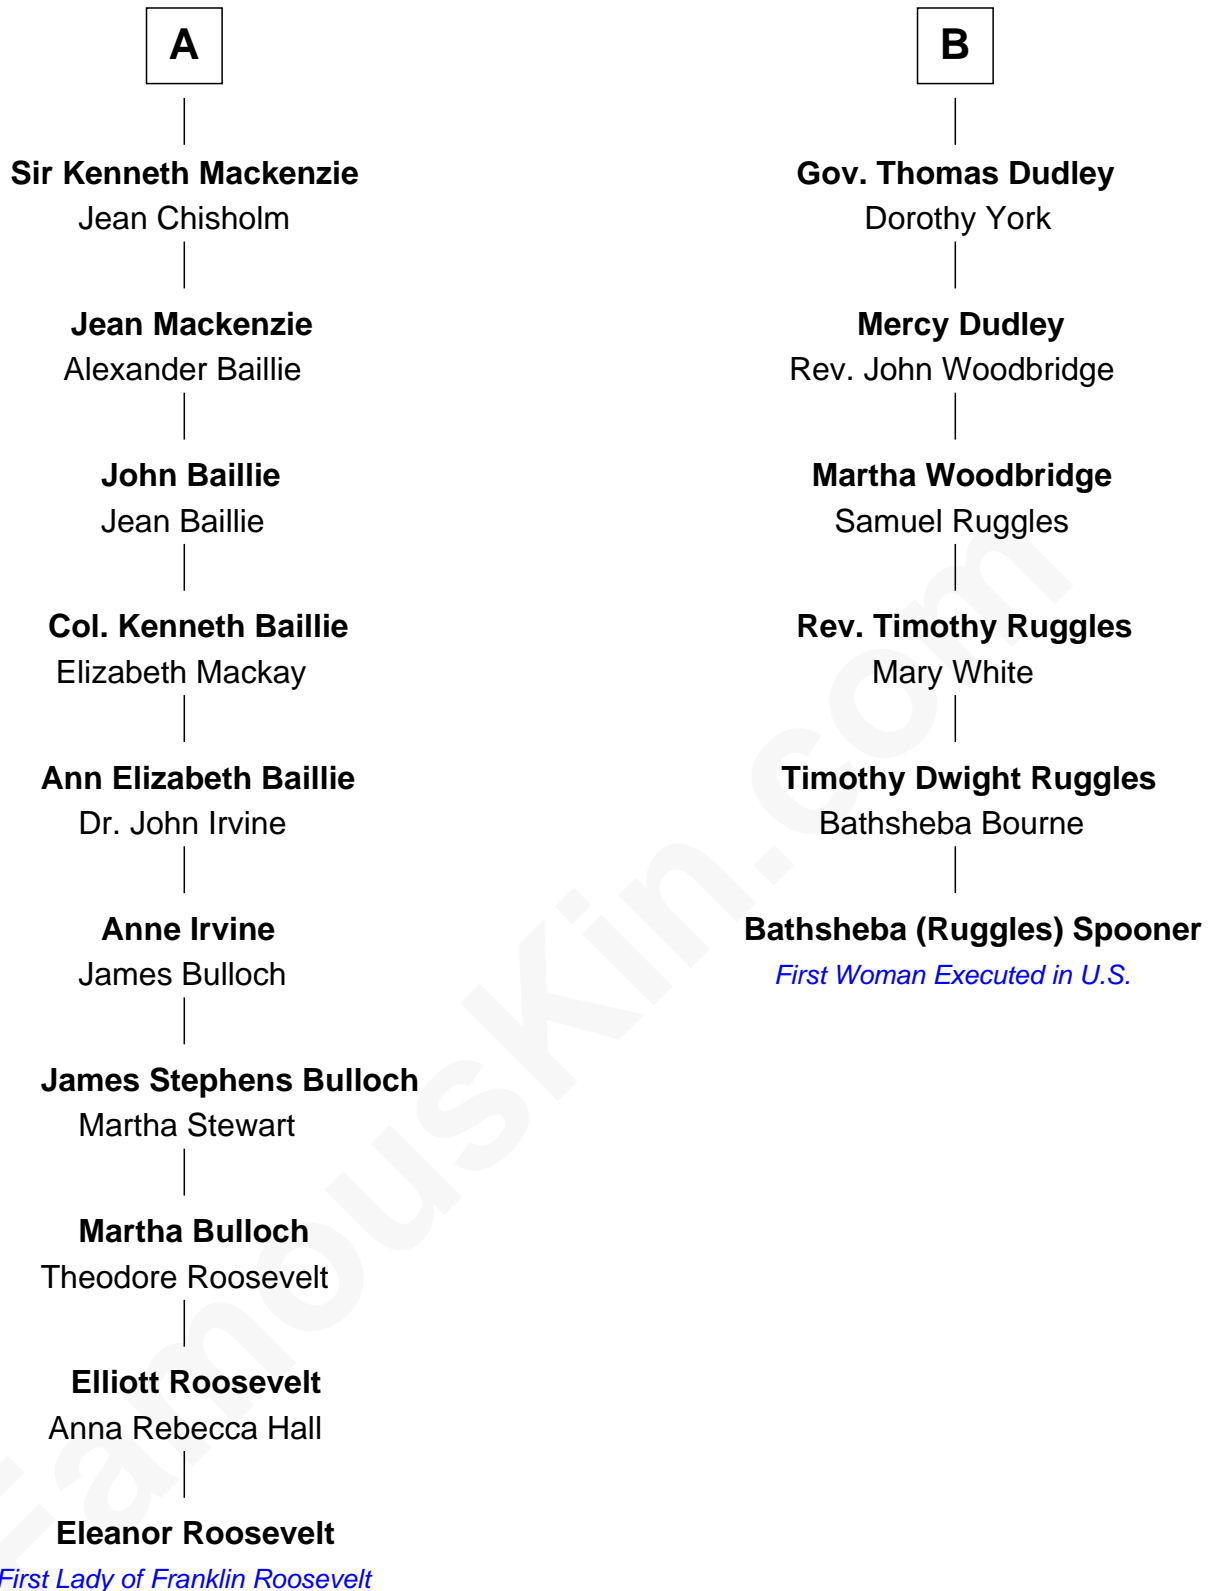 A
Sir Kenneth Mackenzie
Jean Chisholm
Jean Mackenzie
Alexander Baillie
John Baillie
Jean Baillie
Col. Kenneth Baillie
Elizabeth Mackay
Ann Elizabeth Baillie
Dr. John Irvine
Anne Irvine
James Bulloch
James Stephens Bulloch
Martha Stewart
Martha Bulloch
Theodore Roosevelt
Elliott Roosevelt
Anna Rebecca Hall
Eleanor Roosevelt
First Lady of Franklin Roosevelt
B
Gov. Thomas Dudley
Dorothy York
Mercy Dudley
Rev. John Woodbridge
Martha Woodbridge
Samuel Ruggles
Rev. Timothy Ruggles
Mary White
Timothy Dwight Ruggles
Bathsheba Bourne
Bathsheba (Ruggles) Spooner
First Woman Executed in U.S.
FamousKin.com